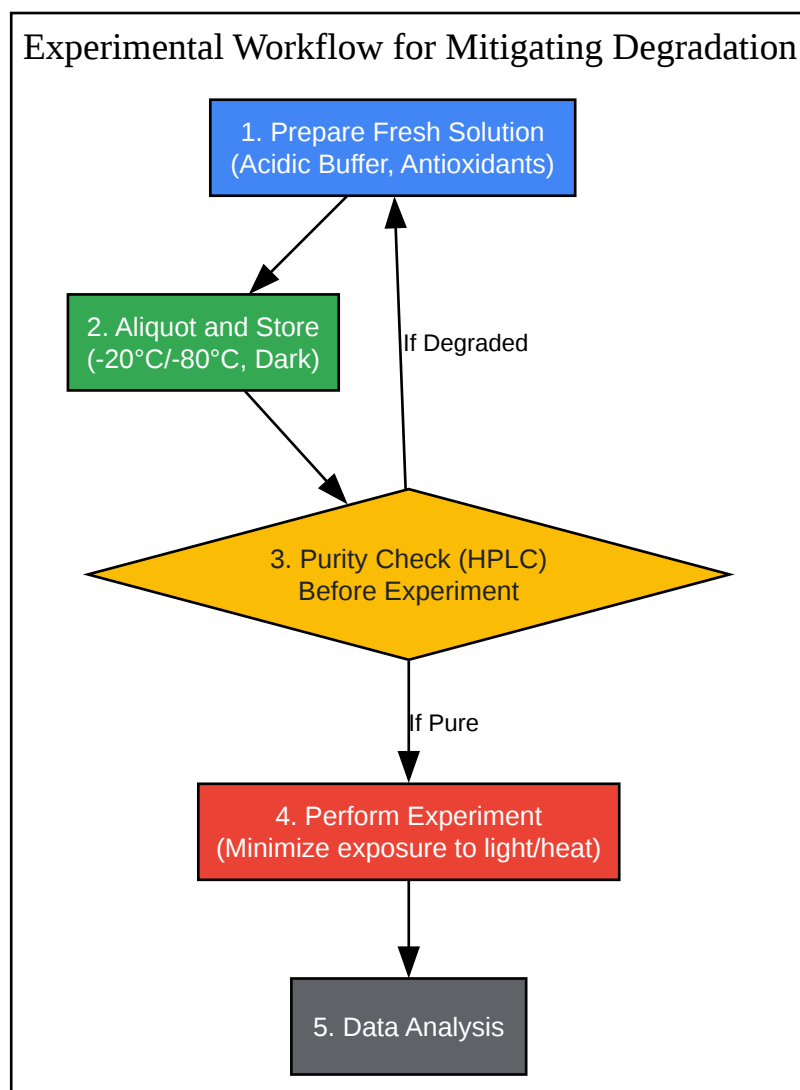 Experimental Workflow for Mitigating Degradation
1. Prepare Fresh Solution
(Acidic Buffer, Antioxidants)
2. Aliquot and Store
(-20°C/-80°C, Dark)
If Degraded
3. Purity Check (HPLC)
Before Experiment
If Pure
4. Perform Experiment
(Minimize exposure to light/heat)
5. Data Analysis